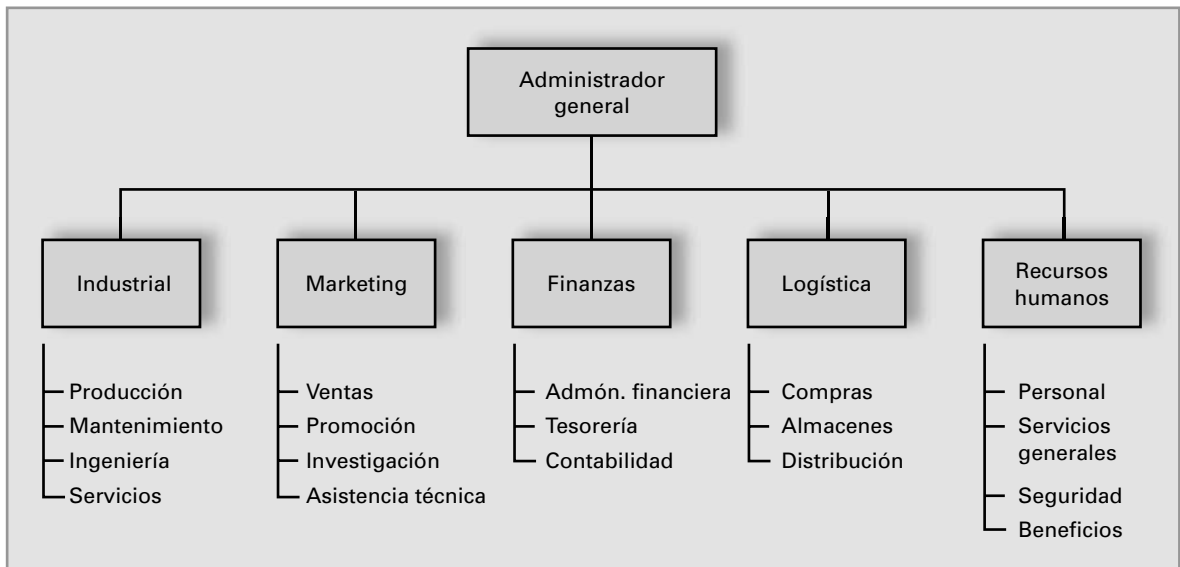 Administrador
general
Industrial
Marketing
Finanzas
Logística
Recursos
humanos
Producción
Mantenimiento
Ingeniería
Servicios
Ventas
Promoción
Investigación
Asistencia técnica
Admón. financiera
Tesorería
Contabilidad
Compras
Almacenes
Distribución
Personal
Servicios
generales
Seguridad
Beneficios